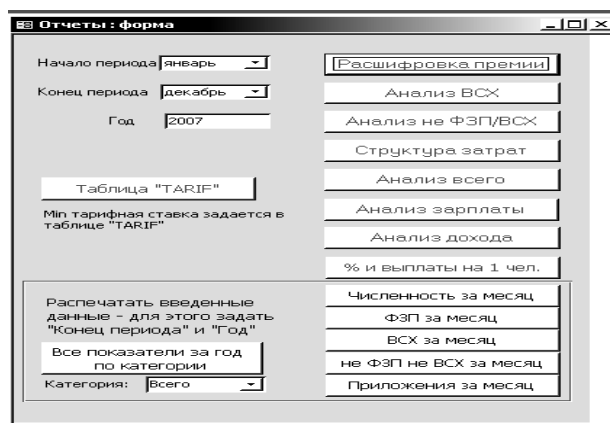 Отчеты : форма
Начало периода январь
Конец периода декабрь
Год 2007
Таблица "TARIF"
Min тарифная ставка задается в
таблице "TARIF"
Расшифровка премии
Анализ ВСХ
Анализ не ФЗП/ВСХ
Структура затрат
Анализ всего
Анализ зарплаты
Анализ дохода
% и выплаты на 1 чел.
Распечатать введенные
данные - для этого задать
"Конец периода" и "Год"
Все показатели за год
по категории
Категория: Всего
Численность за месяц
ФЗП за месяц
ВСХ за месяц
не ФЗП не ВСХ за месяц
Приложения за месяц